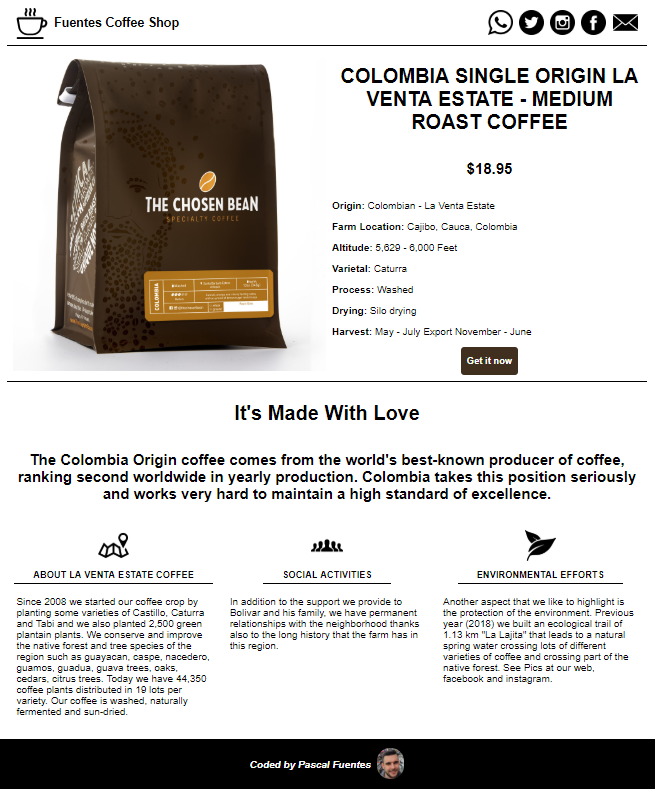 Fuentes Coffee Shop
THE CHOSEN BEAN
SPECIALTY COFFEE
COLOMBIA
COLOMBIA SINGLE ORIGIN LA
VENTA ESTATE - MEDIUM
ROAST COFFEE
$18.95
Origin: Colombian - La Venta Estate
Farm Location: Cajibo, Cauca, Colombia
Altitude: 5,629 - 6,000 Feet
Varietal: Caturra
Process: Washed
Drying: Silo drying
Harvest: May - July Export November - June
Get it now
It's Made With Love
The Colombia Origin coffee comes from the world's best-known producer of coffee,
ranking second worldwide in yearly production. Colombia takes this position seriously
and works very hard to maintain a high standard of excellence.
ABOUT LA VENTA ESTATE COFFEE
Since 2008 we started our coffee crop by
planting some varieties of Castillo, Caturra
and Tabi and we also planted 2,500 green
plantain plants. We conserve and improve
the native forest and tree species of the
region such as guayacan, caspe, nacedero,
guamos, guadua, guava trees, oaks,
cedars, citrus trees. Today we have 44,350
coffee plants distributed in 19 lots per
variety. Our coffee is washed, naturally
fermented and sun-dried.
SOCIAL ACTIVITIES
In addition to the support we provide to
Bolivar and his family, we have permanent
relationships with the neighborhood thanks
also to the long history that the farm has in
this region.
ENVIRONMENTAL EFFORTS
Another aspect that we like to highlight is
the protection of the environment. Previous
year (2018) we built an ecological trail of
1.13 km "La Lajita" that leads to a natural
spring water crossing lots of different
varieties of coffee and crossing part of the
native forest. See Pics at our web,
facebook and instagram.
Coded by Pascal Fuentes